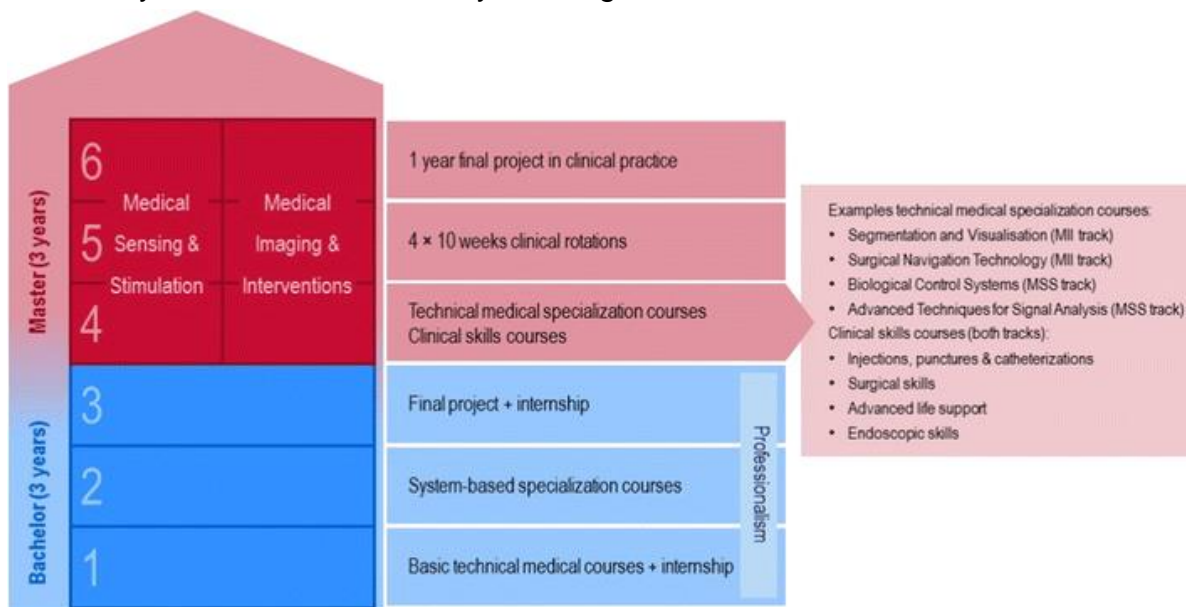 6
5
4
3
2
1
Master (3 years)
Bachelor (3 years)
Medical
Sensing &
Stimulation
Medical
Imaging &
Interventions
1 year final project in clinical practice
4 × 10 weeks clinical rotations
Technical medical specialization courses
Clinical skills courses
Final project + internship
System-based specialization courses
Basic technical medical courses + internship
Professionalism
Examples technical medical specialization courses:
• Segmentation and Visualisation (MII track)
• Surgical Navigation Technology (MII track)
• Biological Control Systems (MSS track)
• Advanced Techniques for Signal Analysis (MSS track)
Clinical skills courses (both tracks):
• Injections, punctures & catheterizations
• Surgical skills
• Advanced life support
• Endoscopic skills